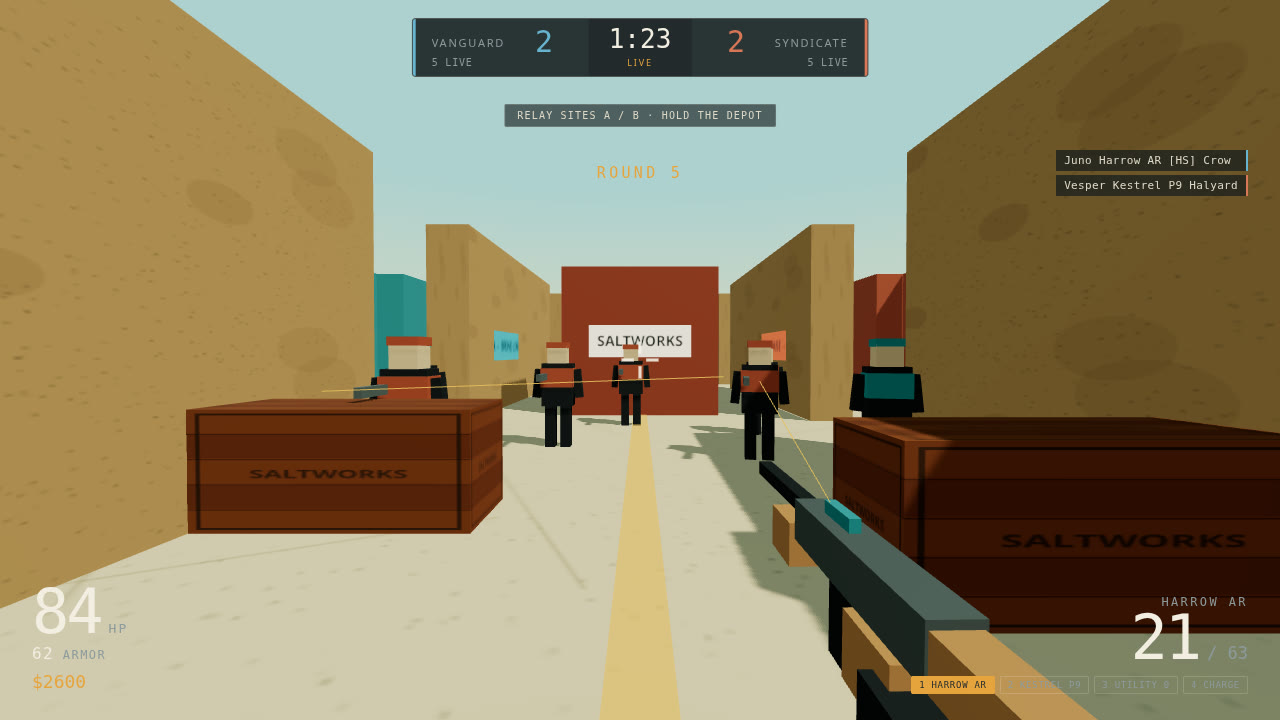 VANGUARD 2 1:23 2 SYNDICATE
5 LIVE LIVE 5 LIVE
RELAY SITES A / B · HOLD THE DEPOT
ROUND 5
Juno Harrow AR [HS] Crow
Vesper Kestrel P9 Halyard
SALTWORKS
SALTWORKS
SALTWORKS
84 HP
62 ARMOR
$2600
HARROW AR
21 / 63
1 HARROW AR P9 3 UTILITY 0 4 CHARGE